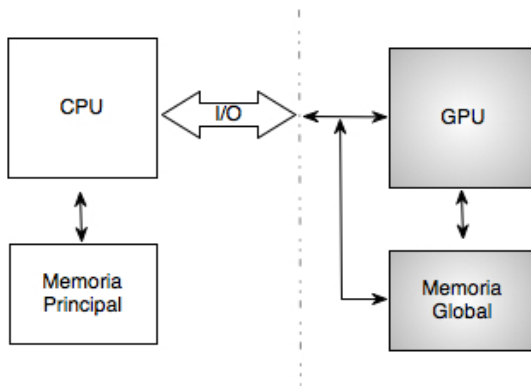 CPU
I/O
GPU
Memoria
Principal
Memoria
Global